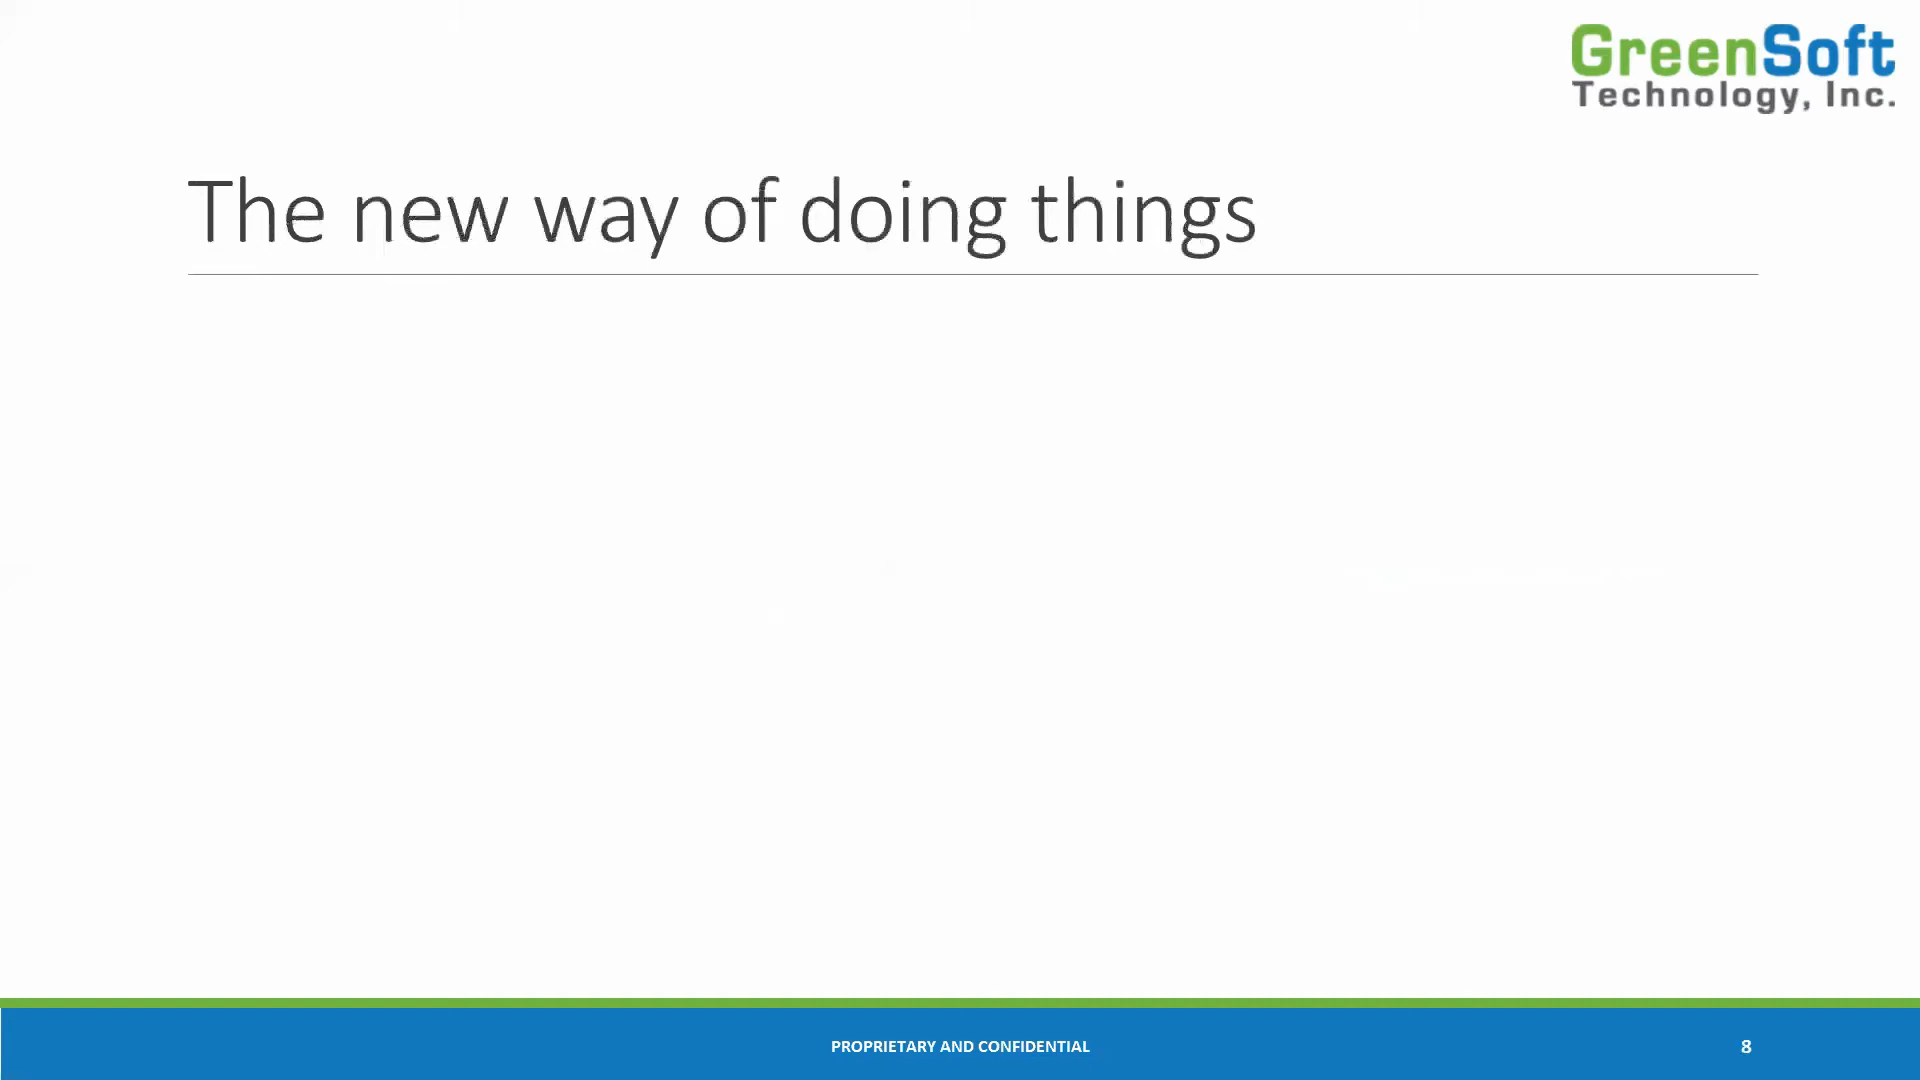 GreenSoft
Technology, Inc.
The new way of doing things
PROPRIETARY AND CONFIDENTIAL
8